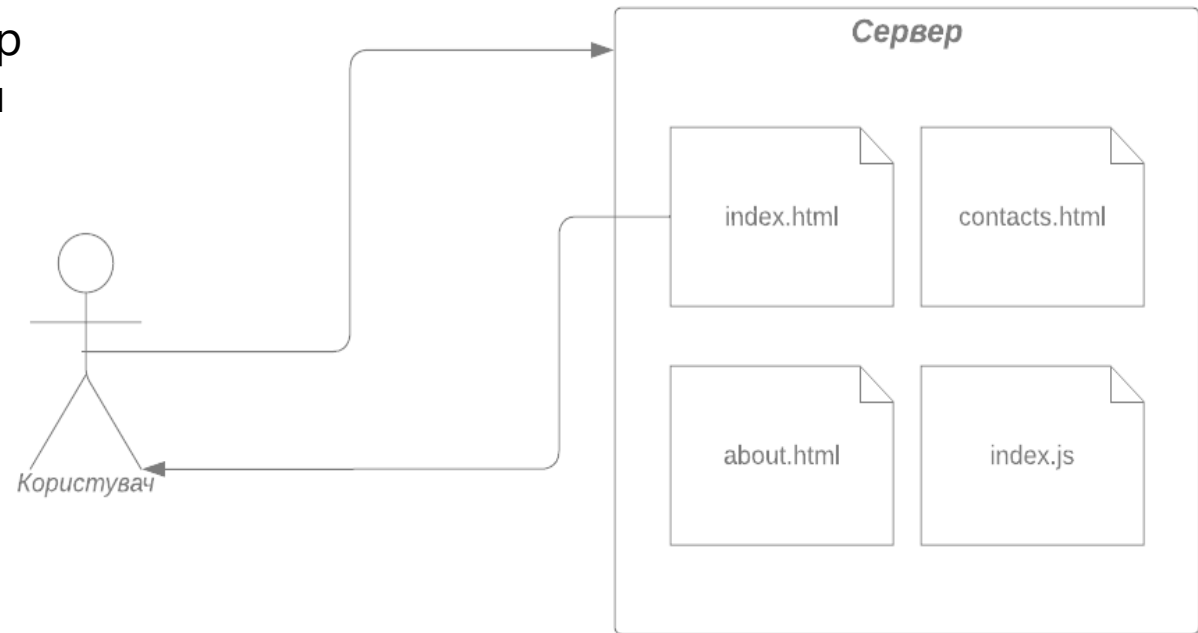 Сервер
index.html
contacts.html
Користувач
about.html
index.js